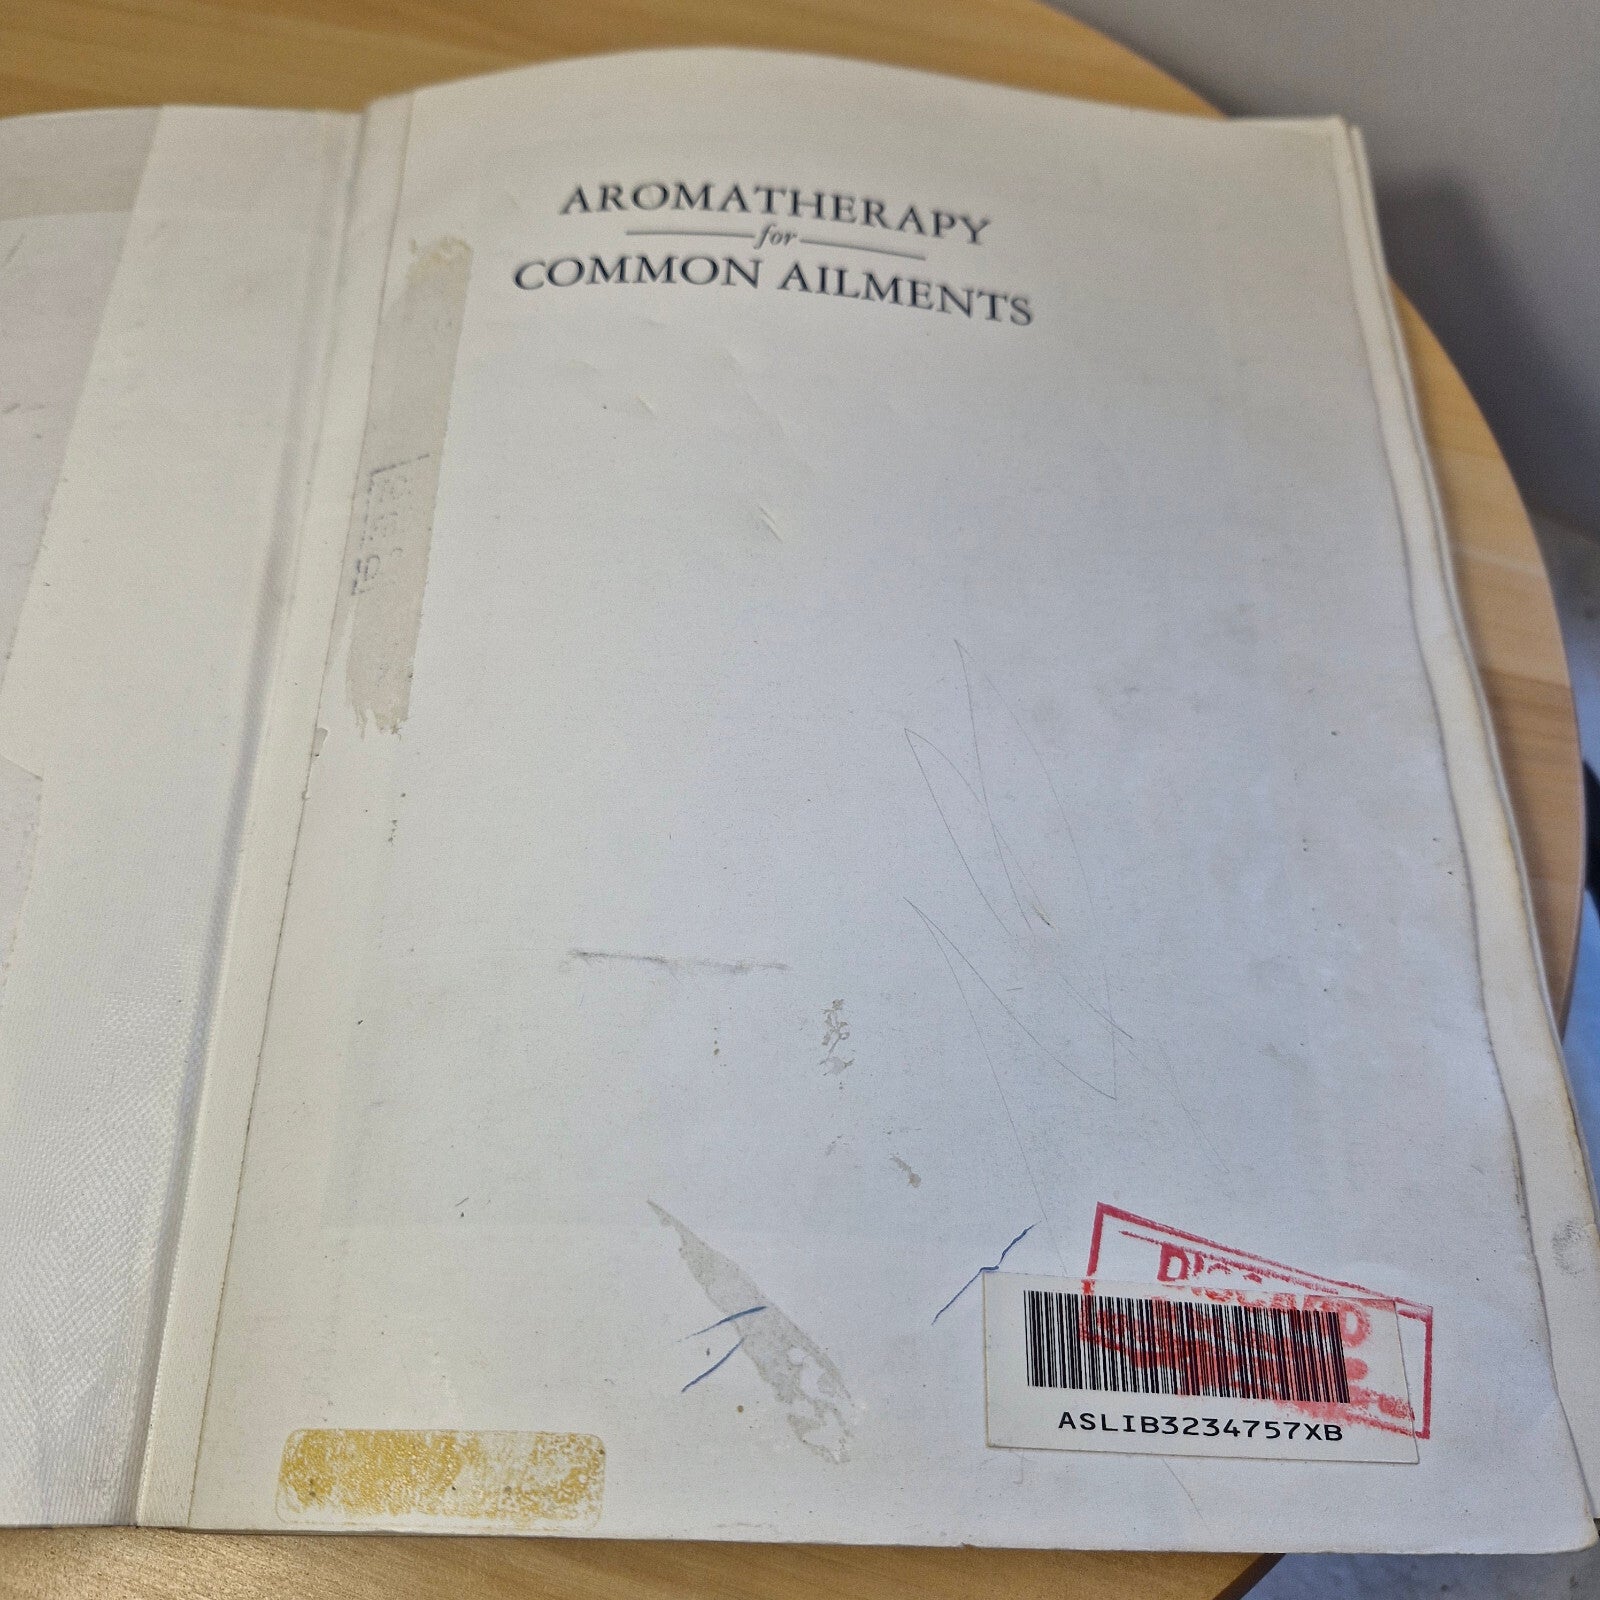 AROMATHERAPY
for
COMMON AILMENTS
ASLIB3234757XB